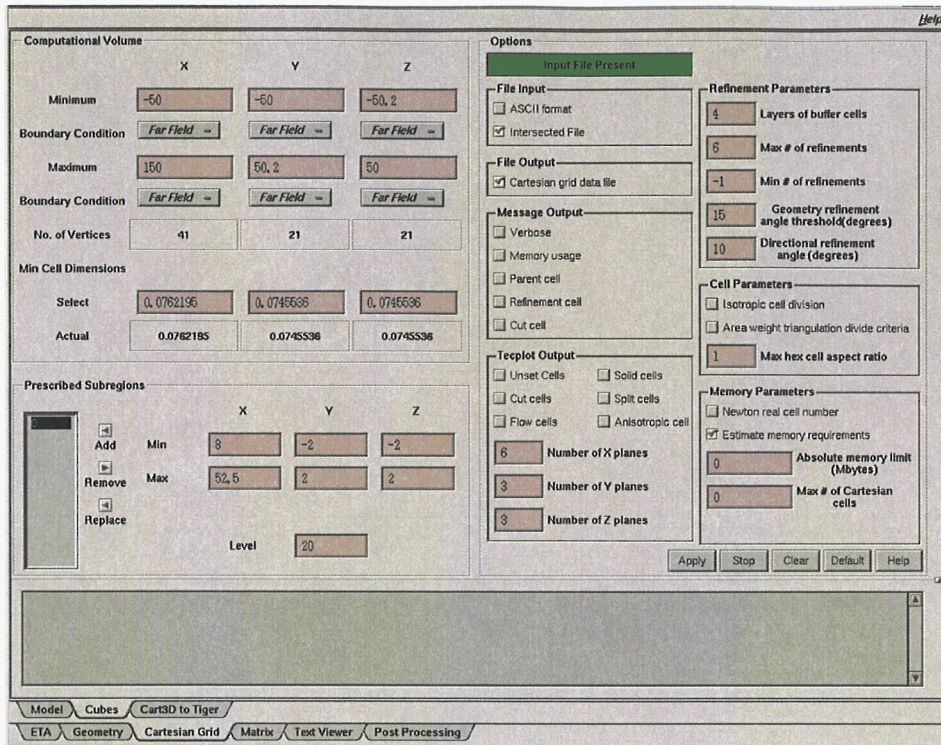 Help
Computational Volume
X Y Z
Minimum -50 -50 -50.2
Boundary Condition Far Field Far Field Far Field
Maximum 150 50.2 50
Boundary Condition Far Field Far Field Far Field
No. of Vertices 41 21 21
Min Cell Dimensions
Select 0.0762195 0.0745536 0.0745536
Actual 0.0762195 0.0745536 0.0745536
Prescribed Subregions
X Y Z
Add
Remove
Replace
Min 8 -2 -2
Max 52.5 2 2
Level 20
Options
Input File Present
File Input
ASCII format
Intersected File
File Output
Cartesian grid data file
Message Output
Verbose
Memory usage
Parent cell
Refinement cell
Cut cell
Tecplot Output
Unset Cells Solid cells
Cut cells Split cells
Flow cells Anisotropic cell
6 Number of X planes
3 Number of Y planes
3 Number of Z planes
Refinement Parameters
4 Layers of buffer cells
6 Max # of refinements
-1 Min # of refinements
15 Geometry refinement
angle threshold(degrees)
10 Directional refinement
angle (degrees)
Cell Parameters
Isotropic cell division
Area weight triangulation divide criteria
1 Max hex cell aspect ratio
Memory Parameters
Newton real cell number
Estimate memory requirements
0 Absolute memory limit
(Mbytes)
0 Max # of Cartesian
cells
Apply Stop Clear Default Help
Model Cubes Cart3D to Tiger
ETA Geometry Cartesian Grid Matrix Text Viewer Post Processing